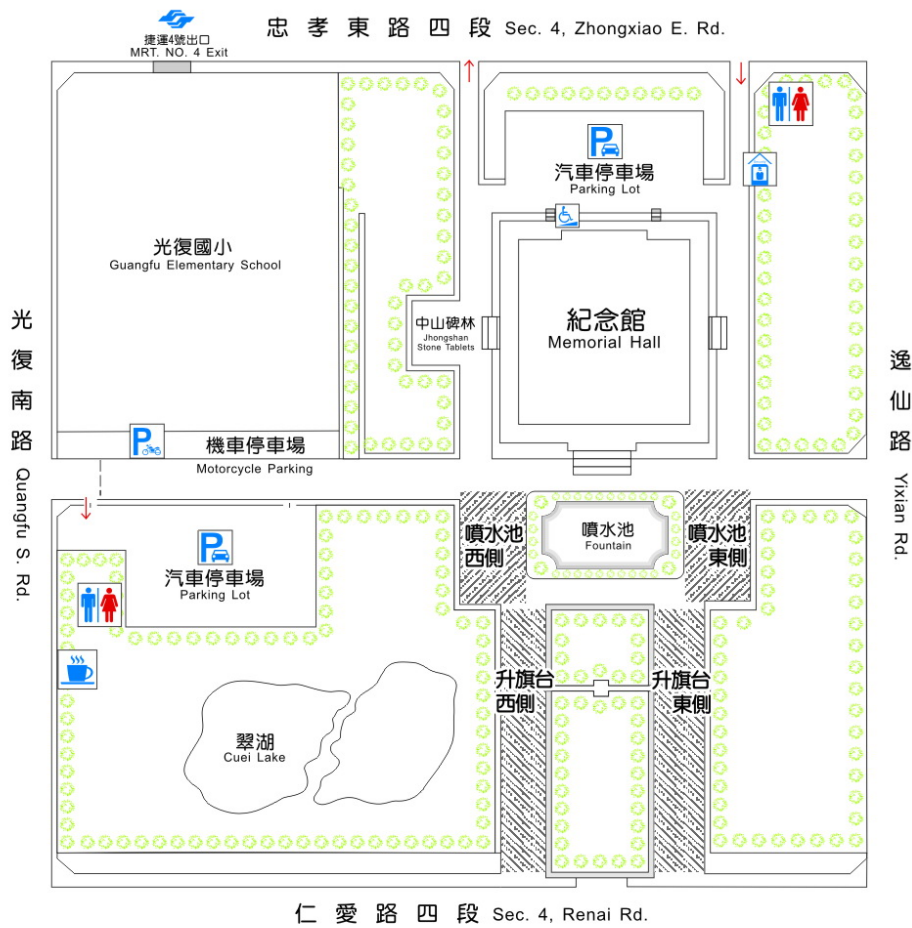 忠孝東路四段 Sec. 4, Zhongxiao E. Rd.
捷運4號出口
MRT. NO. 4 Exit
P
汽車停車場
Parking Lot
光復國小
Guangfu Elementary School
中山碑林
Jhongshan
Stone Tablets
紀念館
Memorial Hall
光復南路 Quangfu S. Rd.
逸仙路 Yixian Rd.
P
機車停車場
Motorcycle Parking
P
汽車停車場
Parking Lot
噴水池
西側
噴水池
Fountain
噴水池
東側
升旗台
西側
升旗台
東側
翠湖
Cuei Lake
仁愛路四段 Sec. 4, Renai Rd.